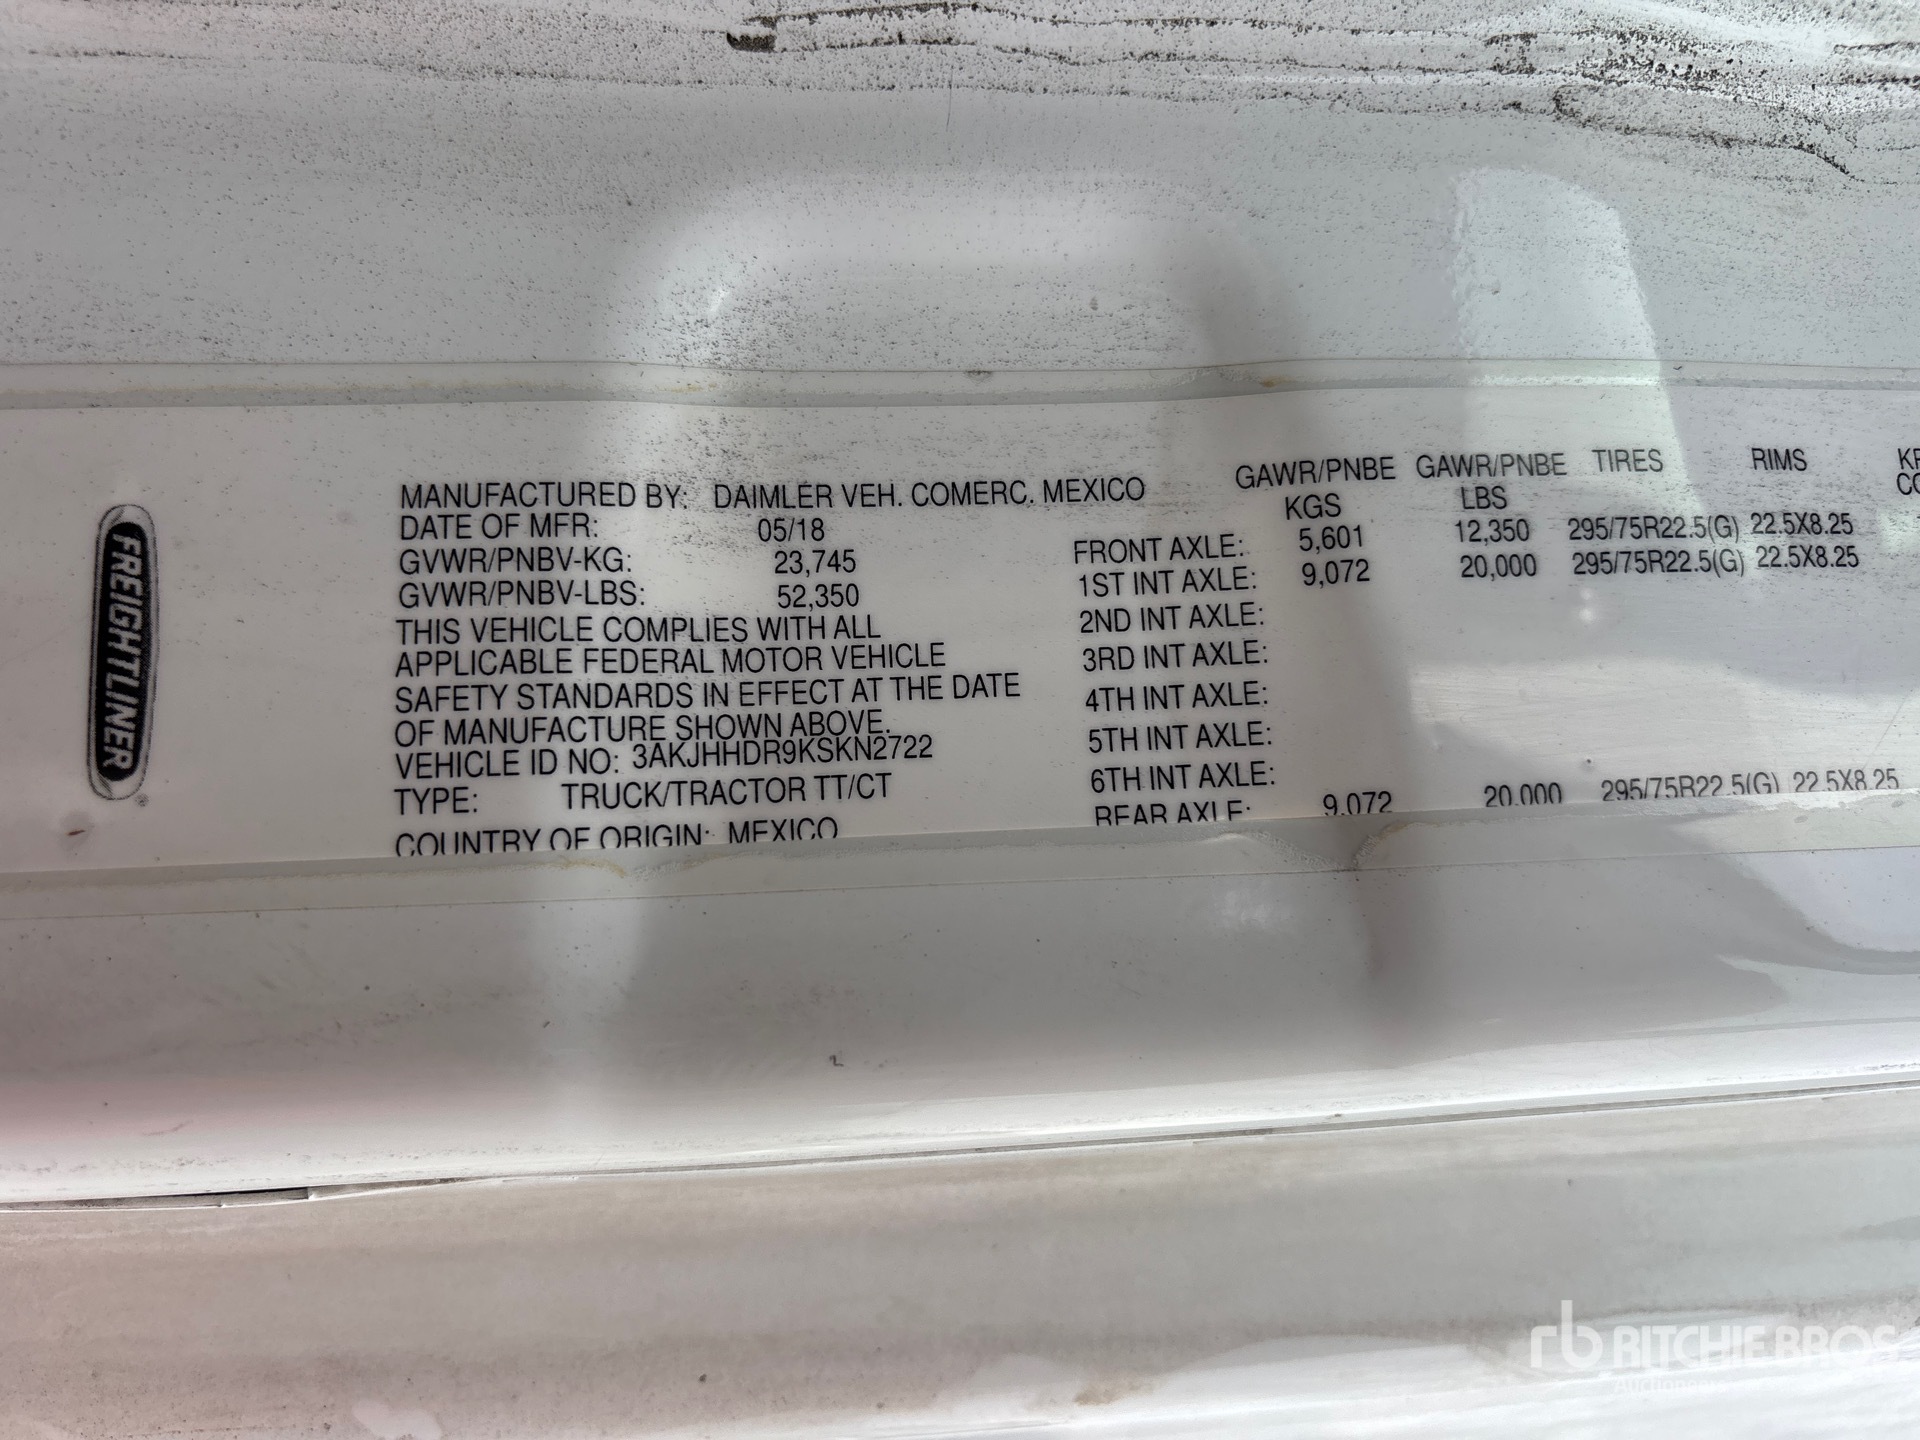 FREIGHTLINER
MANUFACTURED BY: DAIMLER VEH. COMERC. MEXICO
DATE OF MFR: 05/18
GVWR/PNBV-KG: 23,745
GVWR/PNBV-LBS: 52,350
THIS VEHICLE COMPLIES WITH ALL
APPLICABLE FEDERAL MOTOR VEHICLE
SAFETY STANDARDS IN EFFECT AT THE DATE
OF MANUFACTURE SHOWN ABOVE.
VEHICLE ID NO: 3AKJHHDR9KSKN2722
TYPE: TRUCK/TRACTOR TT/CT
COUNTRY OF ORIGIN: MEXICO
GAWR/PNBE GAWR/PNBE TIRES RIMS
KGS LBS
FRONT AXLE: 5,601 12,350 295/75R22.5(G) 22.5X8.25
1ST INT AXLE: 9,072 20,000 295/75R22.5(G) 22.5X8.25
2ND INT AXLE:
3RD INT AXLE:
4TH INT AXLE:
5TH INT AXLE:
6TH INT AXLE:
REAR AXLE: 9,072 20,000 295/75R22.5(G) 22.5X8.25
rb RITCHIE BROS